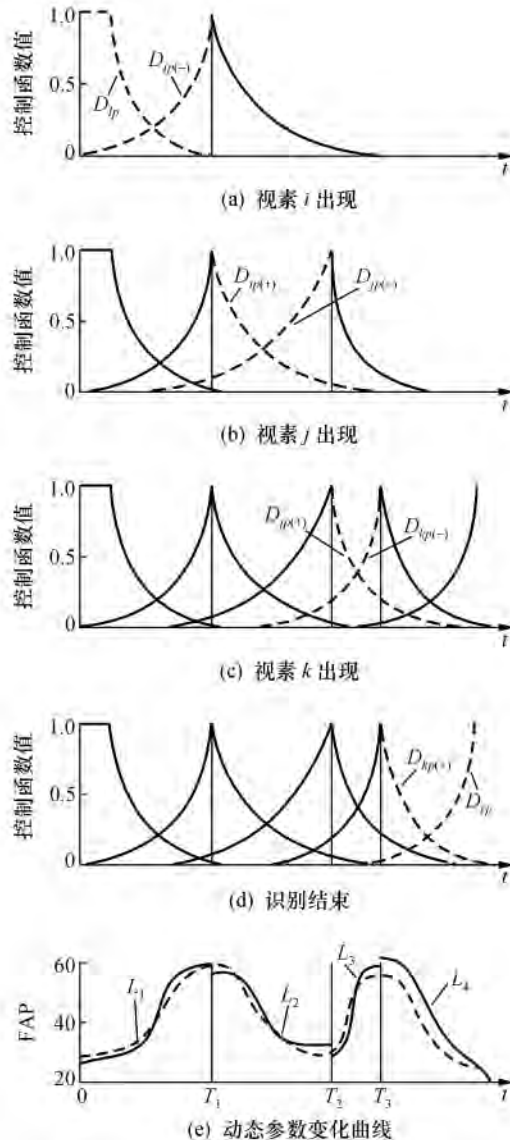 1.0
控制函数值
0.5
0
D_{lp}
D_{ip(-)}
t
(a) 视素 i 出现
1.0
控制函数值
0.5
0
D_{ip(+)}
D_{jp(-)}
t
(b) 视素 j 出现
1.0
控制函数值
0.5
0
D_{jp(+)}
D_{kp(-)}
t
(c) 视素 k 出现
1.0
控制函数值
0.5
0
D_{kp(+)}
t
(d) 识别结束
60
FAP
40
20
L_1
L_2
L_3
L_4
0
T_1
T_2
T_3
t
(e) 动态参数变化曲线